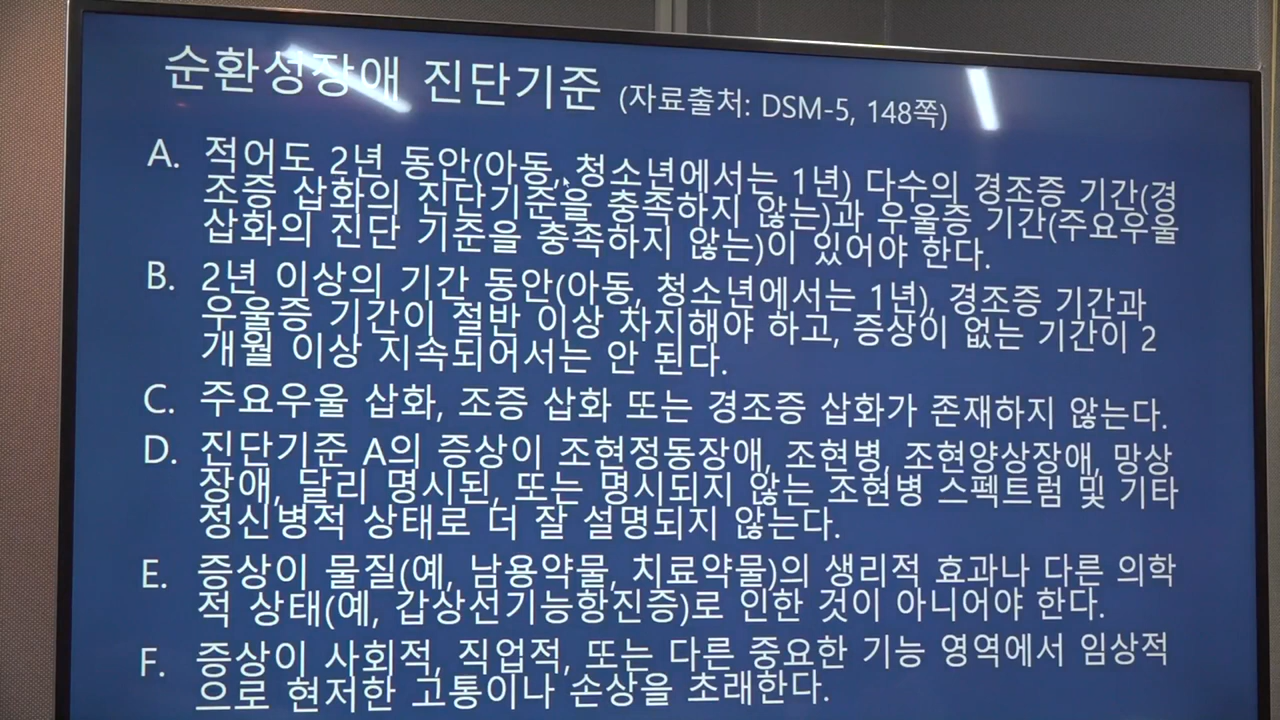 순환성장애 진단기준 (자료출처: DSM-5, 148쪽)
A. 적어도 2년 동안(아동, 청소년에서는 1년) 다수의 경조증 기간(경
조증 삽화의 진단기준을 충족하지 않는)과 우울증 기간(주요우울
삽화의 진단 기준을 충족하지 않는)이 있어야 한다.
B. 2년 이상의 기간 동안(아동, 청소년에서는 1년), 경조증 기간과
우울증 기간이 절반 이상 차지해야 하고, 증상이 없는 기간이 2
개월 이상 지속되어서는 안 된다.
C. 주요우울 삽화, 조증 삽화 또는 경조증 삽화가 존재하지 않는다.
D. 진단기준 A의 증상이 조현정동장애, 조현병, 조현양상장애, 망상
장애, 달리 명시된, 또는 명시되지 않는 조현병 스펙트럼 및 기타
정신병적 상태로 더 잘 설명되지 않는다.
E. 증상이 물질(예, 남용약물, 치료약물)의 생리적 효과나 다른 의학
적 상태(예, 갑상선기능항진증)로 인한 것이 아니어야 한다.
F. 증상이 사회적, 직업적, 또는 다른 중요한 기능 영역에서 임상적
으로 현저한 고통이나 손상을 초래한다.